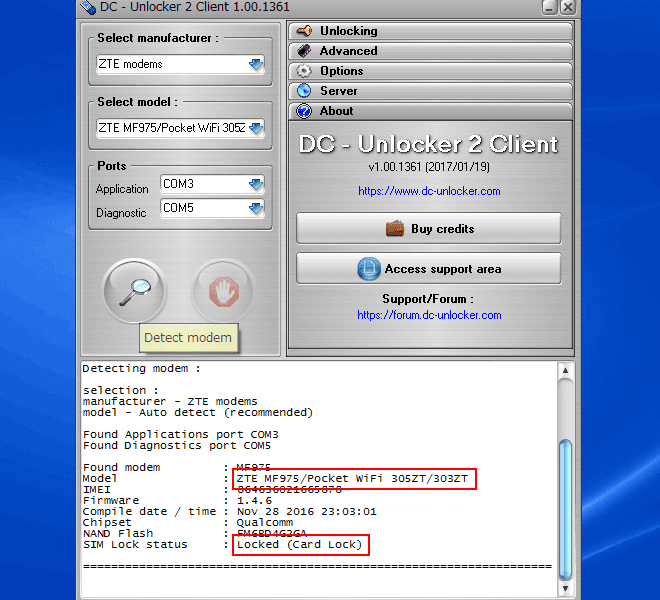 DC - Unlocker 2 Client 1.00.1361
Select manufacturer :
ZTE modems
Select model :
ZTE MF975/Pocket WiFi 305Z
Ports
Application COM3
Diagnostic COM5
Detect modem
Unlocking
Advanced
Options
Server
About
DC - Unlocker 2 Client
v1.00.1361 (2017/01/19)
https://www.dc-unlocker.com
Buy credits
Access support area
Support/Forum :
https://forum.dc-unlocker.com
Detecting modem :
selection :
manufacturer - ZTE modems
model - Auto detect (recommended)
Found Applications port COM3
Found Diagnostics port COM5
Found modem : MF975
Model : ZTE MF975/Pocket WiFi 305ZT/303ZT
IMEI : 864636021665878
Firmware : 1.4.6
Compile date / time : Nov 28 2016 23:03:01
Chipset : Qualcomm
NAND Flash : FM6BD4G2GA
SIM Lock status : Locked (Card Lock)
===================================================================